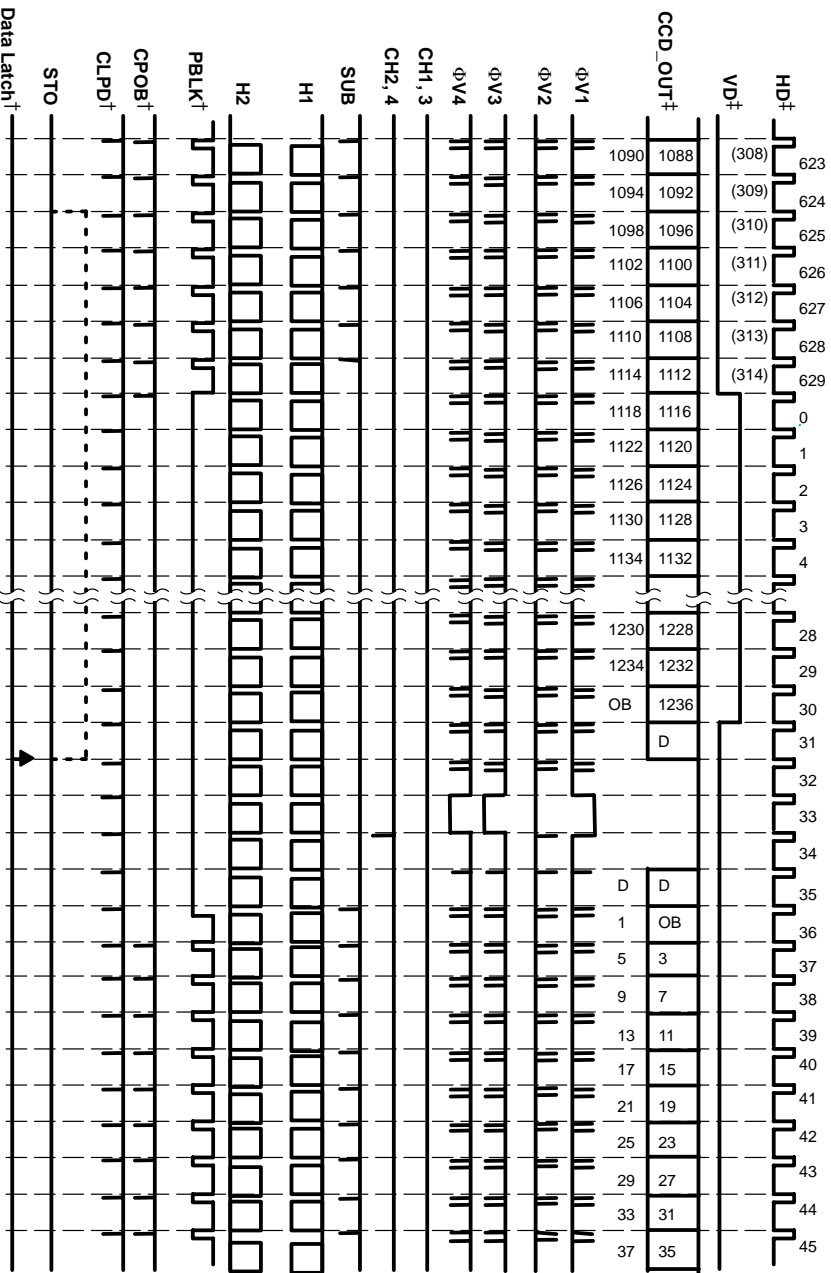 Data Latch†
STO
CLPD†
CPOB†
PBLK†
H2
H1
SUB
CH2, 4
CH1, 3
ΦV4
ΦV3
ΦV2
ΦV1
CCD_OUT‡
VD‡
HD‡
1090 1088 (308) 623
1094 1092 (309) 624
1098 1096 (310) 625
1102 1100 (311) 626
1106 1104 (312) 627
1110 1108 (313) 628
1114 1112 (314) 629
1118 1116 0
1122 1120 1
1126 1124 2
1130 1128 3
1134 1132 4
1230 1228 28
1234 1232 29
OB 1236 30
D 31
32
33
34
D D 35
1 OB 36
5 3 37
9 7 38
13 11 39
17 15 40
21 19 41
25 23 42
29 27 43
33 31 44
37 35 45